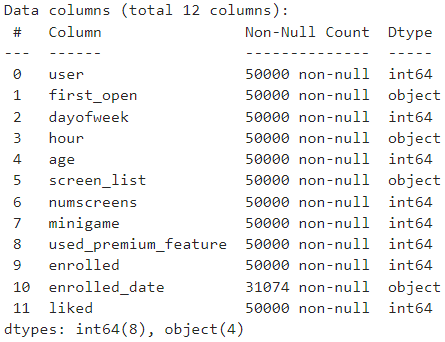 Data columns (total 12 columns):
 #   Column                Non-Null Count  Dtype
---  ------                --------------  -----
 0   user                  50000 non-null  int64
 1   first_open            50000 non-null  object
 2   dayofweek             50000 non-null  int64
 3   hour                  50000 non-null  object
 4   age                   50000 non-null  int64
 5   screen_list           50000 non-null  object
 6   numscreens            50000 non-null  int64
 7   minigame              50000 non-null  int64
 8   used_premium_feature  50000 non-null  int64
 9   enrolled              50000 non-null  int64
 10  enrolled_date         31074 non-null  object
 11  liked                 50000 non-null  int64
dtypes: int64(8), object(4)